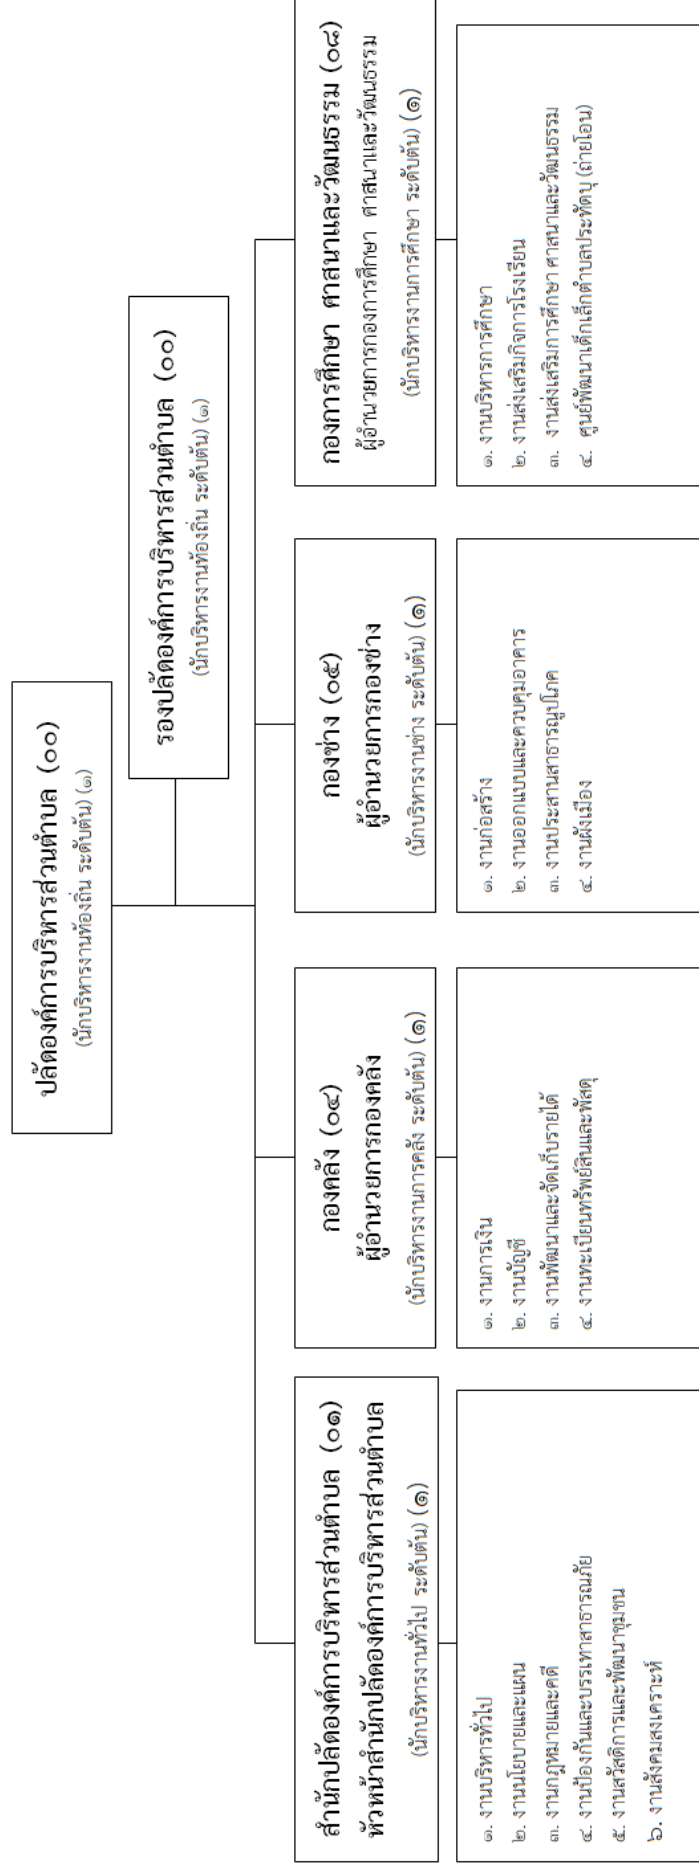 ปลัดองค์การบริหารส่วนตำบล (๐๐)
(นักบริหารงานท้องถิ่น ระดับต้น) (๑)
รองปลัดองค์การบริหารส่วนตำบล (๐๐)
(นักบริหารงานท้องถิ่น ระดับต้น) (๑)
สำนักปลัดองค์การบริหารส่วนตำบล (๐๑)
หัวหน้าสำนักปลัดองค์การบริหารส่วนตำบล
(นักบริหารงานทั่วไป ระดับต้น) (๑)
๑. งานบริหารทั่วไป
๒. งานนโยบายและแผน
๓. งานกฎหมายและคดี
๔. งานป้องกันและบรรเทาสาธารณภัย
๕. งานสวัสดิการและพัฒนาชุมชน
๖. งานสังคมสงเคราะห์
กองคลัง (๐๔)
ผู้อำนวยการกองคลัง
(นักบริหารงานการคลัง ระดับต้น) (๑)
๑. งานการเงิน
๒. งานบัญชี
๓. งานพัฒนาและจัดเก็บรายได้
๔. งานทะเบียนทรัพย์สินและพัสดุ
กองช่าง (๐๕)
ผู้อำนวยการกองช่าง
(นักบริหารงานช่าง ระดับต้น) (๑)
๑. งานก่อสร้าง
๒. งานออกแบบและควบคุมอาคาร
๓. งานประสานสาธารณูปโภค
๔. งานผังเมือง
กองการศึกษา ศาสนาและวัฒนธรรม (๐๘)
ผู้อำนวยการกองการศึกษา ศาสนาและวัฒนธรรม
(นักบริหารงานการศึกษา ระดับต้น) (๑)
๑. งานบริหารการศึกษา
๒. งานส่งเสริมกิจการโรงเรียน
๓. งานส่งเสริมการศึกษา ศาสนาและวัฒนธรรม
๔. ศูนย์พัฒนาเด็กเล็กตำบลประทัดบุ (ถ่ายโอน)